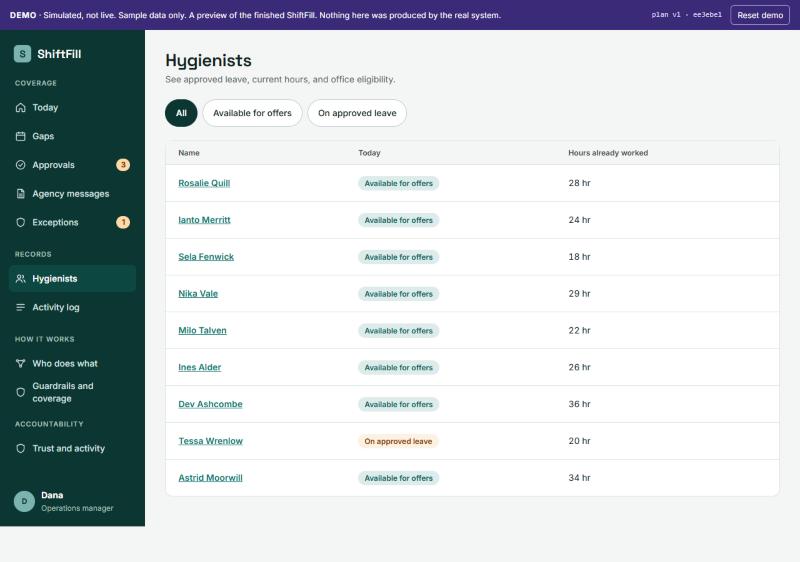 DEMO · Simulated, not live. Sample data only. A preview of the finished ShiftFill. Nothing here was produced by the real system.
plan v1 · ee3ebe1
Reset demo
S ShiftFill
COVERAGE
Today
Gaps
Approvals 3
Agency messages
Exceptions 1
RECORDS
Hygienists
Activity log
HOW IT WORKS
Who does what
Guardrails and
coverage
ACCOUNTABILITY
Trust and activity
D
Dana
Operations manager
Hygienists
See approved leave, current hours, and office eligibility.
All Available for offers On approved leave
Name Today Hours already worked
Rosalie Quill Available for offers 28 hr
Ianto Merritt Available for offers 24 hr
Sela Fenwick Available for offers 18 hr
Nika Vale Available for offers 29 hr
Milo Talven Available for offers 22 hr
Ines Alder Available for offers 26 hr
Dev Ashcombe Available for offers 36 hr
Tessa Wrenlow On approved leave 20 hr
Astrid Moorwill Available for offers 34 hr